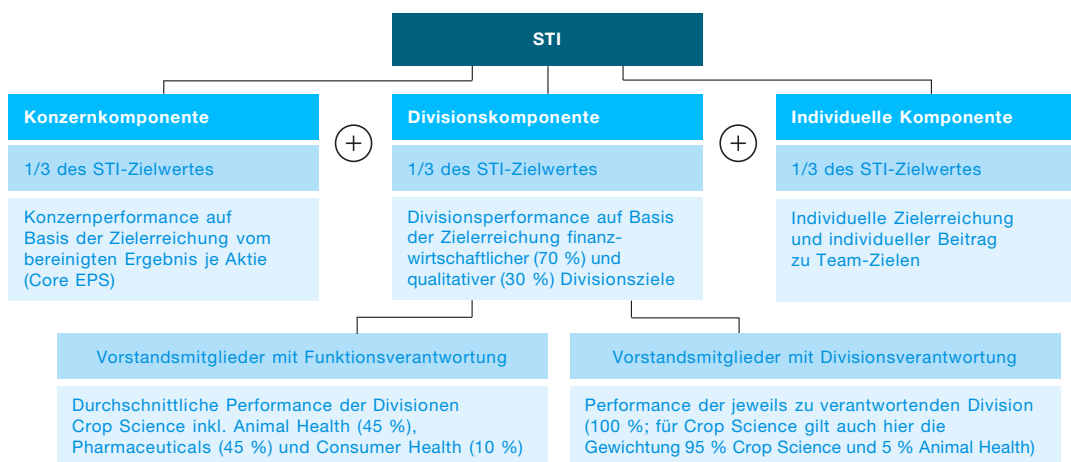 STI
Konzernkomponente
1/3 des STI-Zielwertes
Konzernperformance auf
Basis der Zielerreichung vom
bereinigten Ergebnis je Aktie
(Core EPS)
+
Divisionskomponente
1/3 des STI-Zielwertes
Divisionsperformance auf Basis
der Zielerreichung finanz-
wirtschaftlicher (70 %) und
qualitativer (30 %) Divisionsziele
+
Individuelle Komponente
1/3 des STI-Zielwertes
Individuelle Zielerreichung
und individueller Beitrag
zu Team-Zielen
Vorstandsmitglieder mit Funktionsverantwortung
Durchschnittliche Performance der Divisionen
Crop Science inkl. Animal Health (45 %),
Pharmaceuticals (45 %) und Consumer Health (10 %)
Vorstandsmitglieder mit Divisionsverantwortung
Performance der jeweils zu verantwortenden Division
(100 %; für Crop Science gilt auch hier die
Gewichtung 95 % Crop Science und 5 % Animal Health)